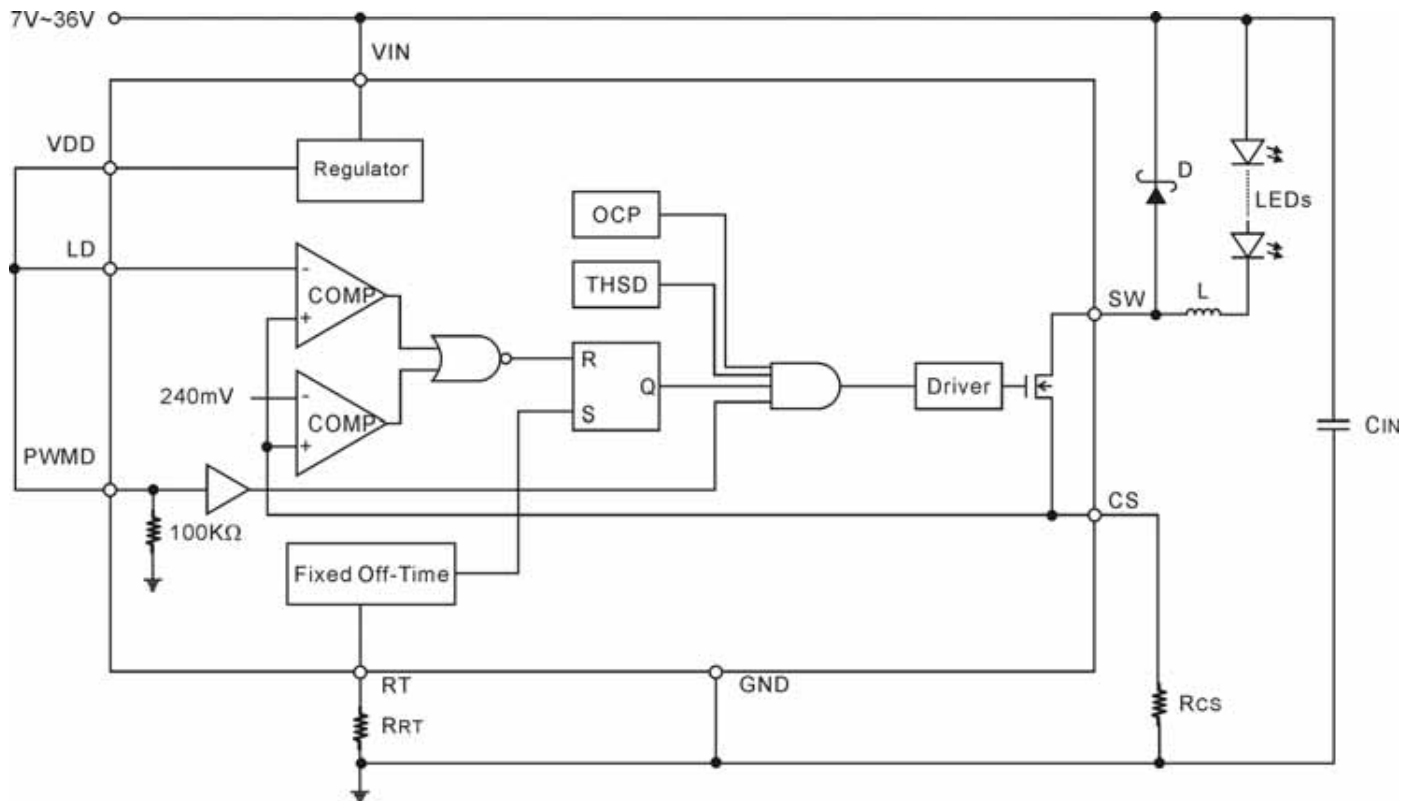 7V~36V
VIN
VDD
Regulator
D
LEDs
OCP
LD
-
COMP
+
THSD
SW
L
R
Q
S
Driver
240mV
-
COMP
+
CIN
PWMD
CS
100KΩ
Fixed Off-Time
RT
GND
RRT
RCS